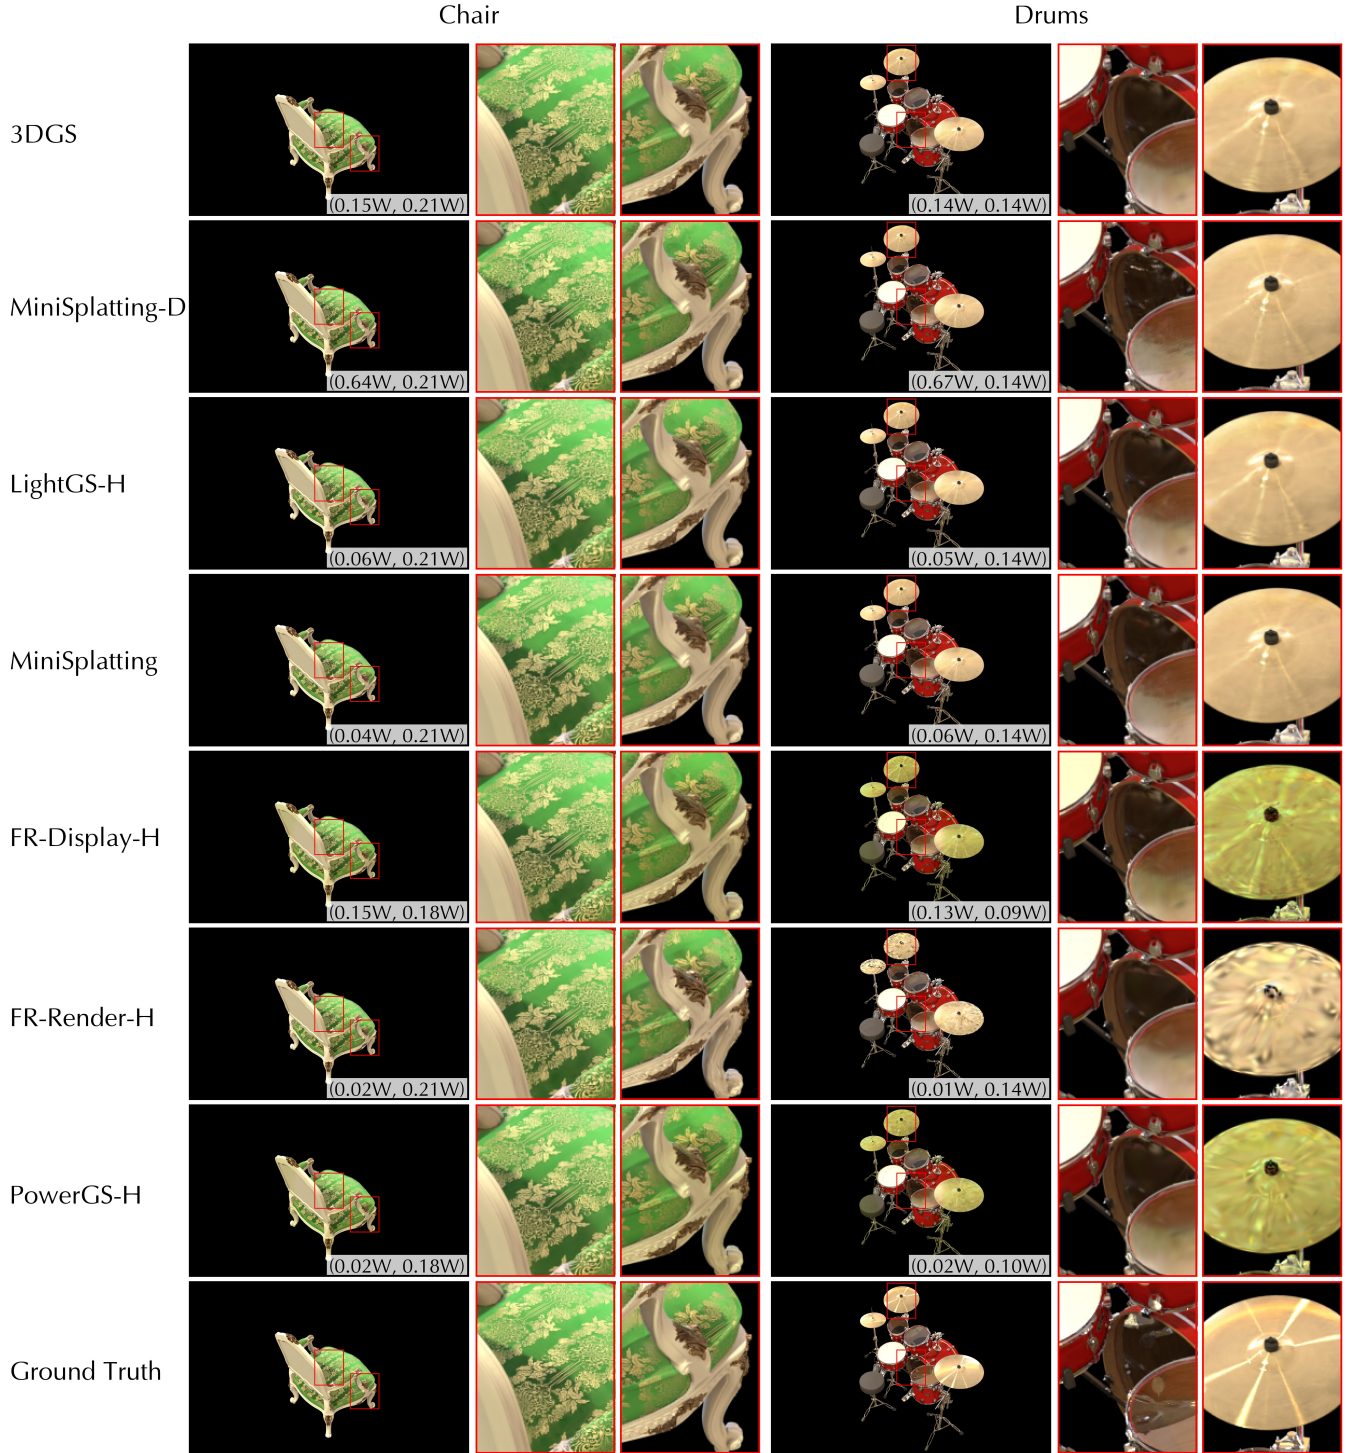 Chair Drums
3DGS
(0.15W, 0.21W) (0.14W, 0.14W)
MiniSplatting-D
(0.64W, 0.21W) (0.67W, 0.14W)
LightGS-H
(0.06W, 0.21W) (0.05W, 0.14W)
MiniSplatting
(0.04W, 0.21W) (0.06W, 0.14W)
FR-Display-H
(0.15W, 0.18W) (0.13W, 0.09W)
FR-Render-H
(0.02W, 0.21W) (0.01W, 0.14W)
PowerGS-H
(0.02W, 0.18W) (0.02W, 0.10W)
Ground Truth